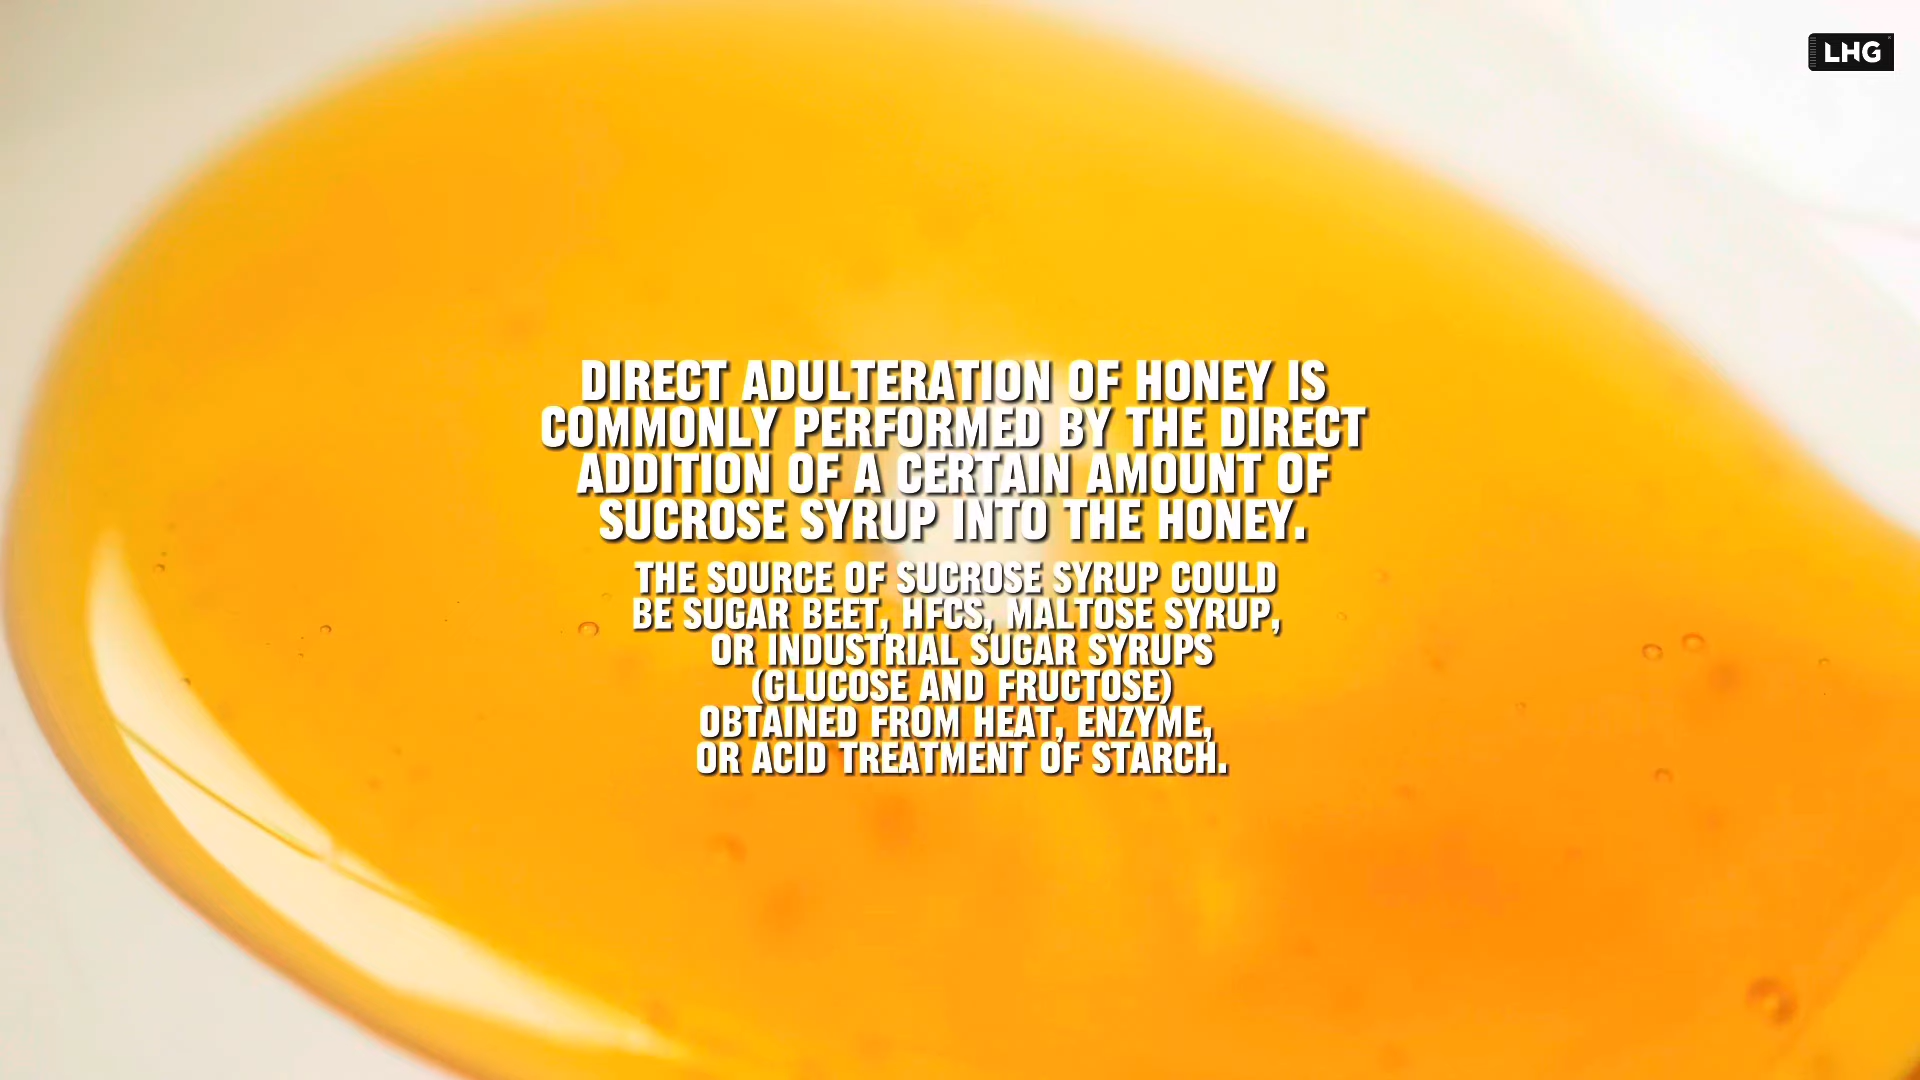 LHG
DIRECT ADULTERATION OF HONEY IS
COMMONLY PERFORMED BY THE DIRECT
ADDITION OF A CERTAIN AMOUNT OF
SUCROSE SYRUP INTO THE HONEY.
THE SOURCE OF SUCROSE SYRUP COULD
BE SUGAR BEET, HFCS, MALTOSE SYRUP,
OR INDUSTRIAL SUGAR SYRUPS
(GLUCOSE AND FRUCTOSE)
OBTAINED FROM HEAT, ENZYME,
OR ACID TREATMENT OF STARCH.